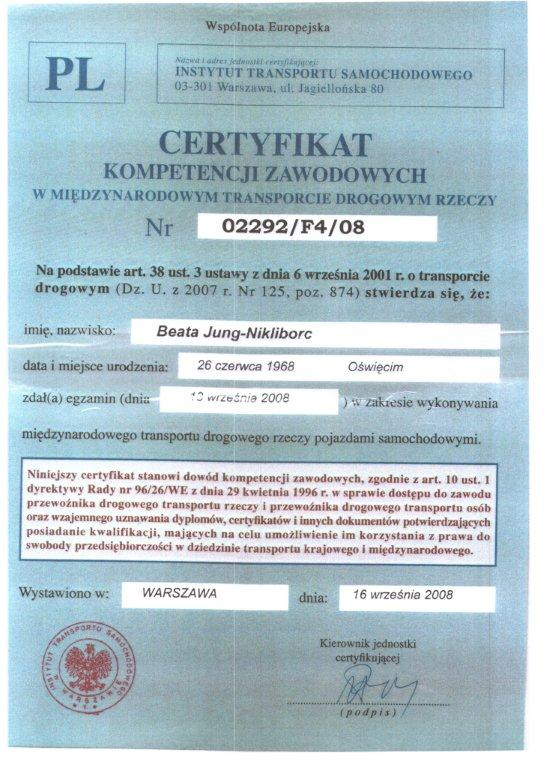 Wspólnota Europejska
PL
Nazwa i adres jednostki certyfikującej:
INSTYTUT TRANSPORTU SAMOCHODOWEGO
03-301 Warszawa, ul. Jagiellońska 80
CERTYFIKAT
KOMPETENCJI ZAWODOWYCH
W MIĘDZYNARODOWYM TRANSPORCIE DROGOWYM RZECZY
Nr 02292/F4/08
Na podstawie art. 38 ust. 3 ustawy z dnia 6 września 2001 r. o transporcie
drogowym (Dz. U. z 2007 r. Nr 125, poz. 874) stwierdza się, że:
imię, nazwisko: Beata Jung-Nikliborc
data i miejsce urodzenia: 26 czerwca 1968 Oświęcim
zdał(a) egzamin (dnia września 2008 ) w zakresie wykonywania
międzynarodowego transportu drogowego rzeczy pojazdami samochodowymi.
Niniejszy certyfikat stanowi dowód kompetencji zawodowych, zgodnie z art. 10 ust. 1
dyrektywy Rady nr 96/26/WE z dnia 29 kwietnia 1996 r. w sprawie dostępu do zawodu
przewoźnika drogowego transportu rzeczy i przewoźnika drogowego transportu osób
oraz wzajemnego uznawania dyplomów, certyfikatów i innych dokumentów potwierdzających
posiadanie kwalifikacji, mających na celu umożliwienie im korzystania z prawa do
swobody przedsiębiorczości w dziedzinie transportu krajowego i międzynarodowego.
Wystawiono w: WARSZAWA dnia: 16 września 2008
INSTYTUT TRANSPORTU SAMOCHODOWEGO
W WARSZAWIE
Kierownik jednostki
certyfikującej
(podpis)